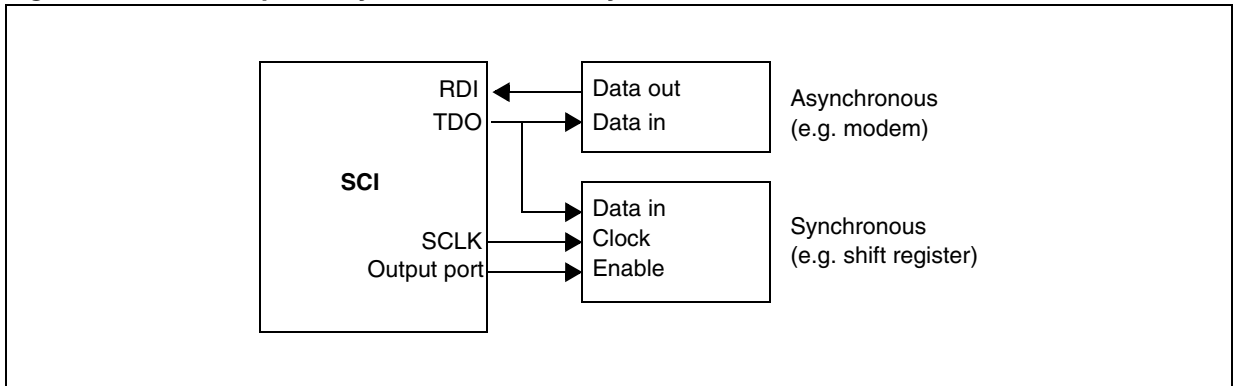 RDI
TDO
SCI
SCLK
Output port
Data out
Data in
Asynchronous
(e.g. modem)
Data in
Clock
Enable
Synchronous
(e.g. shift register)